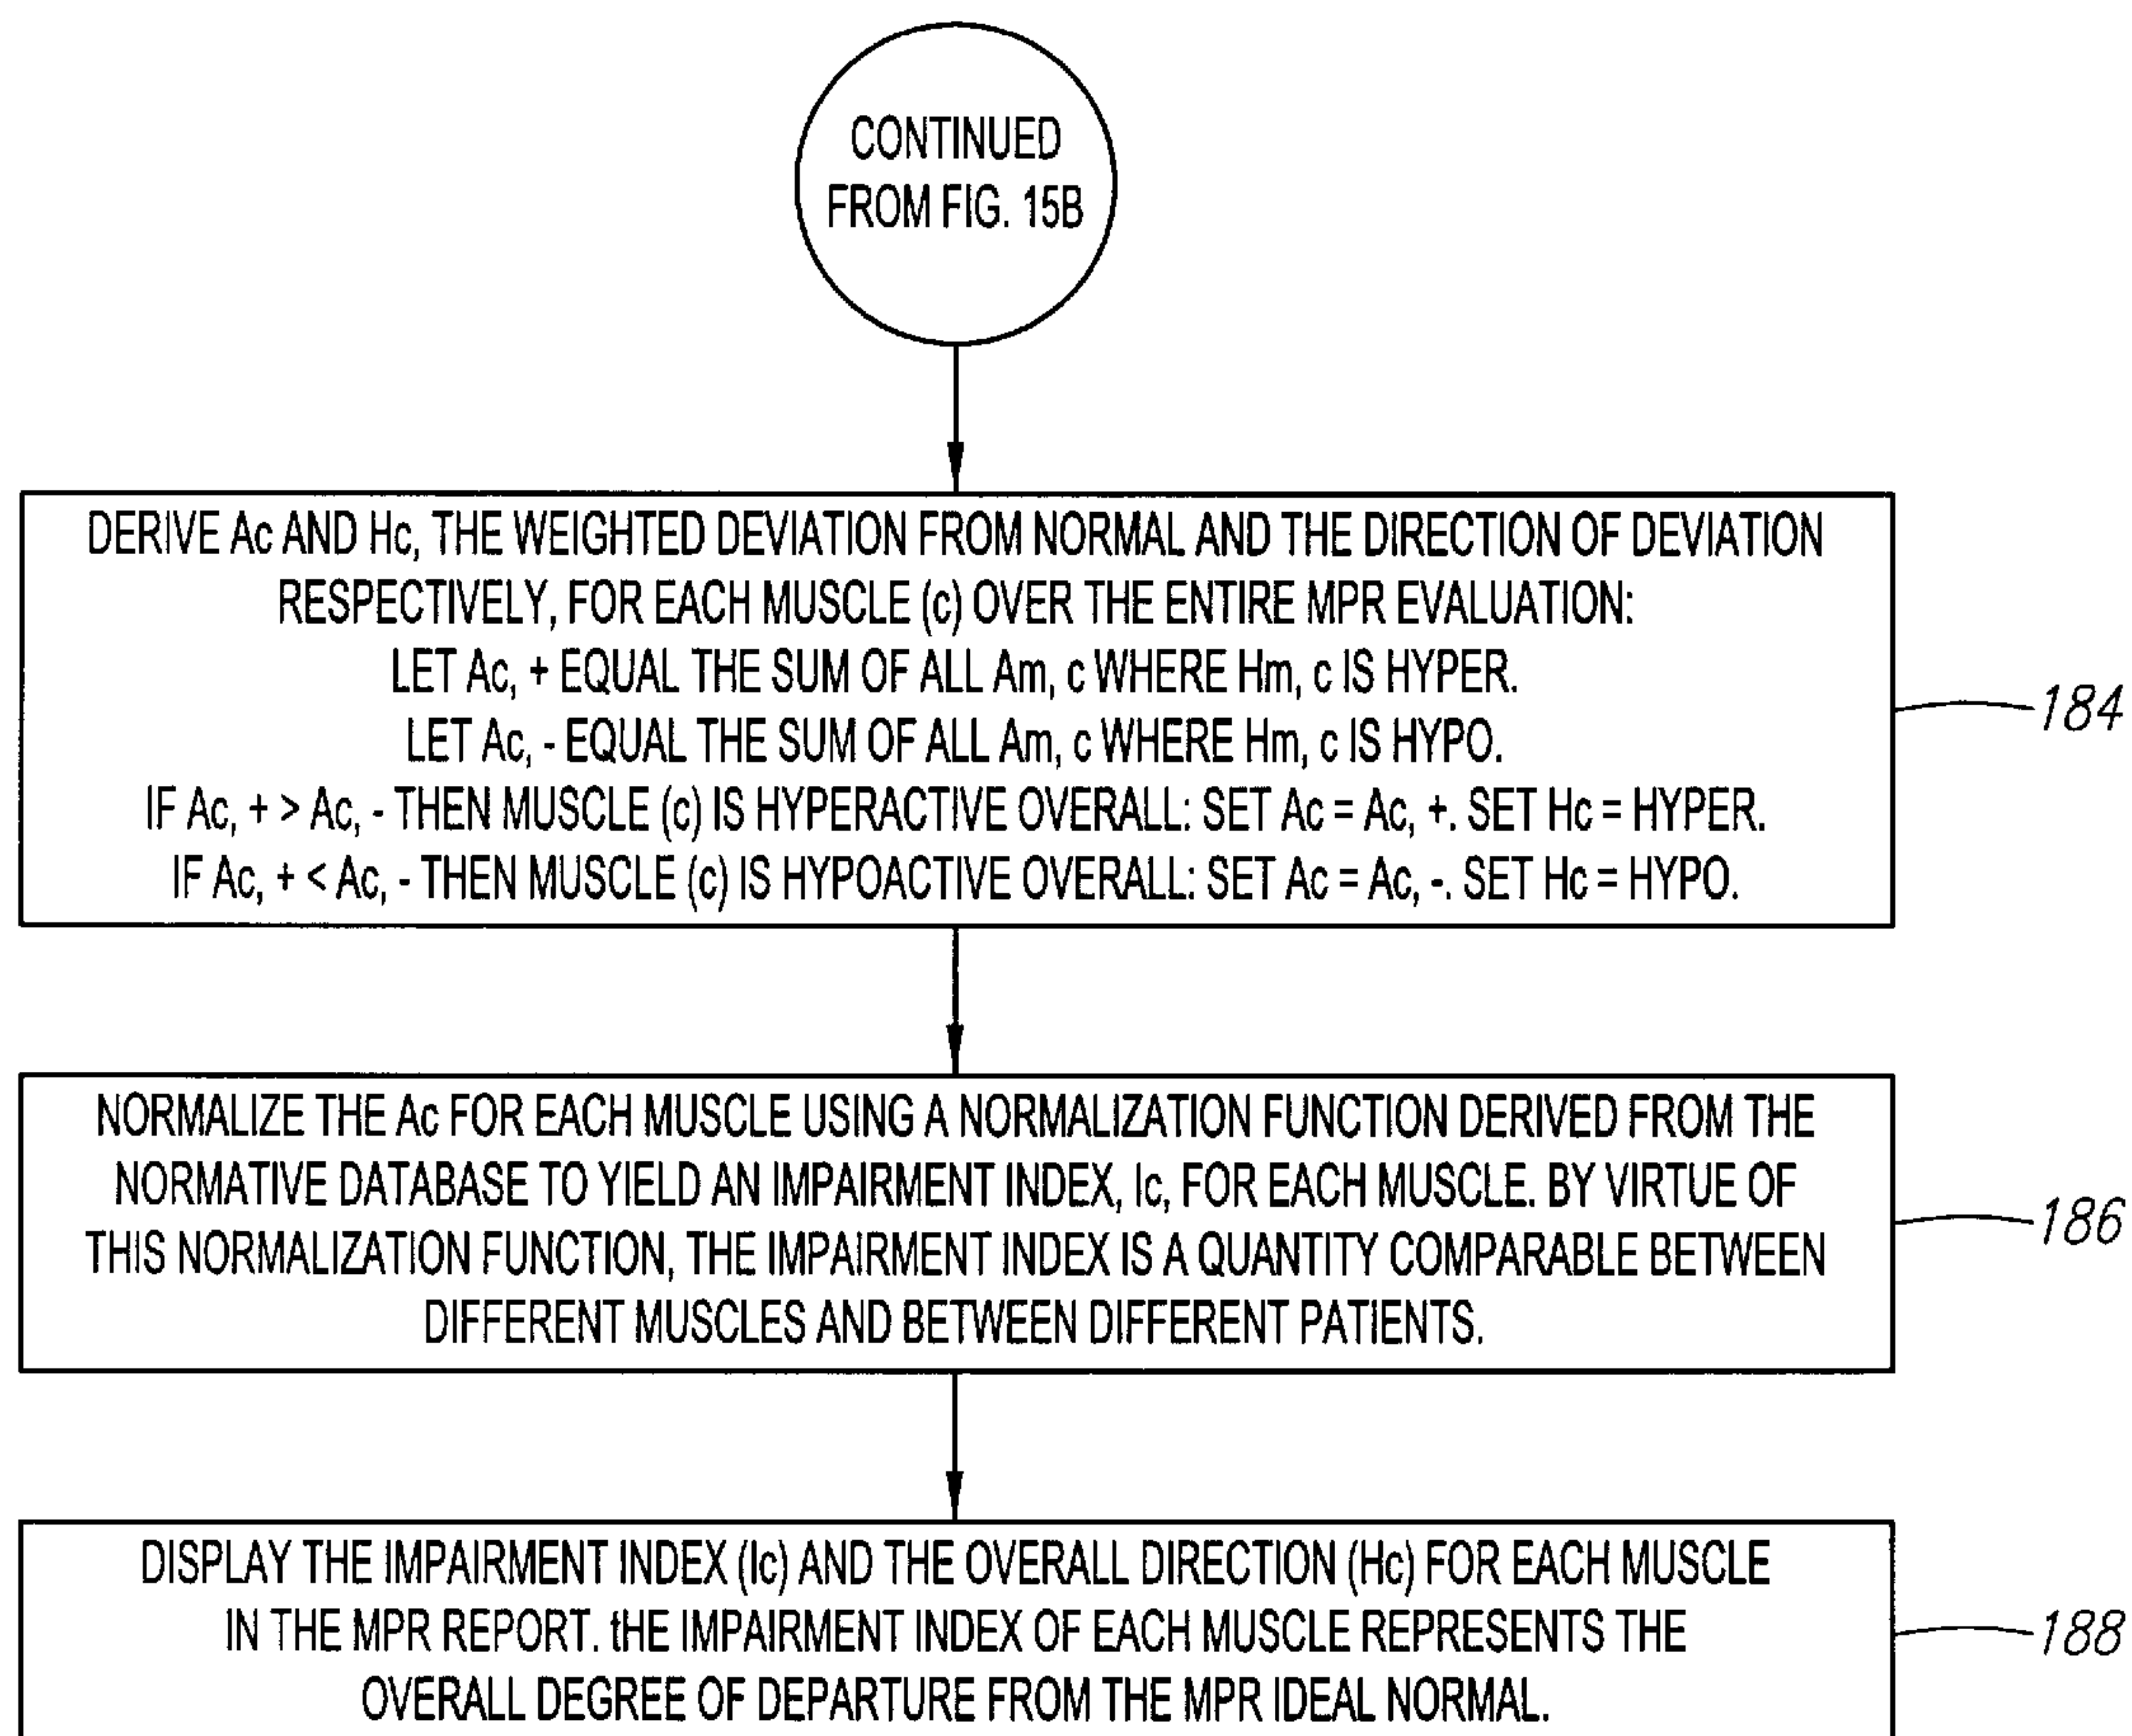 CONTINUED
FROM FIG. 15B
DERIVE Ac AND Hc, THE WEIGHTED DEVIATION FROM NORMAL AND THE DIRECTION OF DEVIATION
RESPECTIVELY, FOR EACH MUSCLE (c) OVER THE ENTIRE MPR EVALUATION:
LET Ac, + EQUAL THE SUM OF ALL Am, c WHERE Hm, c IS HYPER.
LET Ac, - EQUAL THE SUM OF ALL Am, c WHERE Hm, c IS HYPO.
IF Ac, + > Ac, - THEN MUSCLE (c) IS HYPERACTIVE OVERALL: SET Ac = Ac, +. SET Hc = HYPER.
IF Ac, + < Ac, - THEN MUSCLE (c) IS HYPOACTIVE OVERALL: SET Ac = Ac, -. SET Hc = HYPO.
184
NORMALIZE THE Ac FOR EACH MUSCLE USING A NORMALIZATION FUNCTION DERIVED FROM THE
NORMATIVE DATABASE TO YIELD AN IMPAIRMENT INDEX, Ic, FOR EACH MUSCLE. BY VIRTUE OF
THIS NORMALIZATION FUNCTION, THE IMPAIRMENT INDEX IS A QUANTITY COMPARABLE BETWEEN
DIFFERENT MUSCLES AND BETWEEN DIFFERENT PATIENTS.
186
DISPLAY THE IMPAIRMENT INDEX (Ic) AND THE OVERALL DIRECTION (Hc) FOR EACH MUSCLE
IN THE MPR REPORT. tHE IMPAIRMENT INDEX OF EACH MUSCLE REPRESENTS THE
OVERALL DEGREE OF DEPARTURE FROM THE MPR IDEAL NORMAL.
188